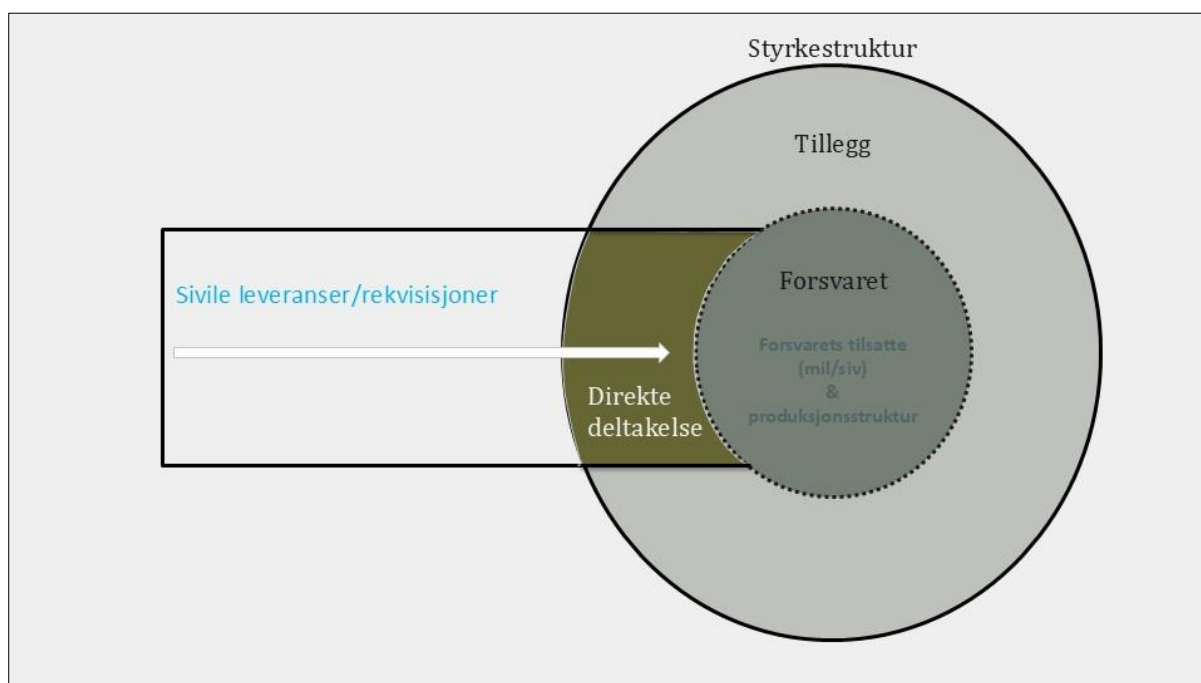 Styrkestruktur
Tillegg
Forsvaret
Sivile leveranser/rekvisisjoner
Forsvarets tilsatte
(mil/siv)
&
produksjonsstruktur
Direkte
deltakelse